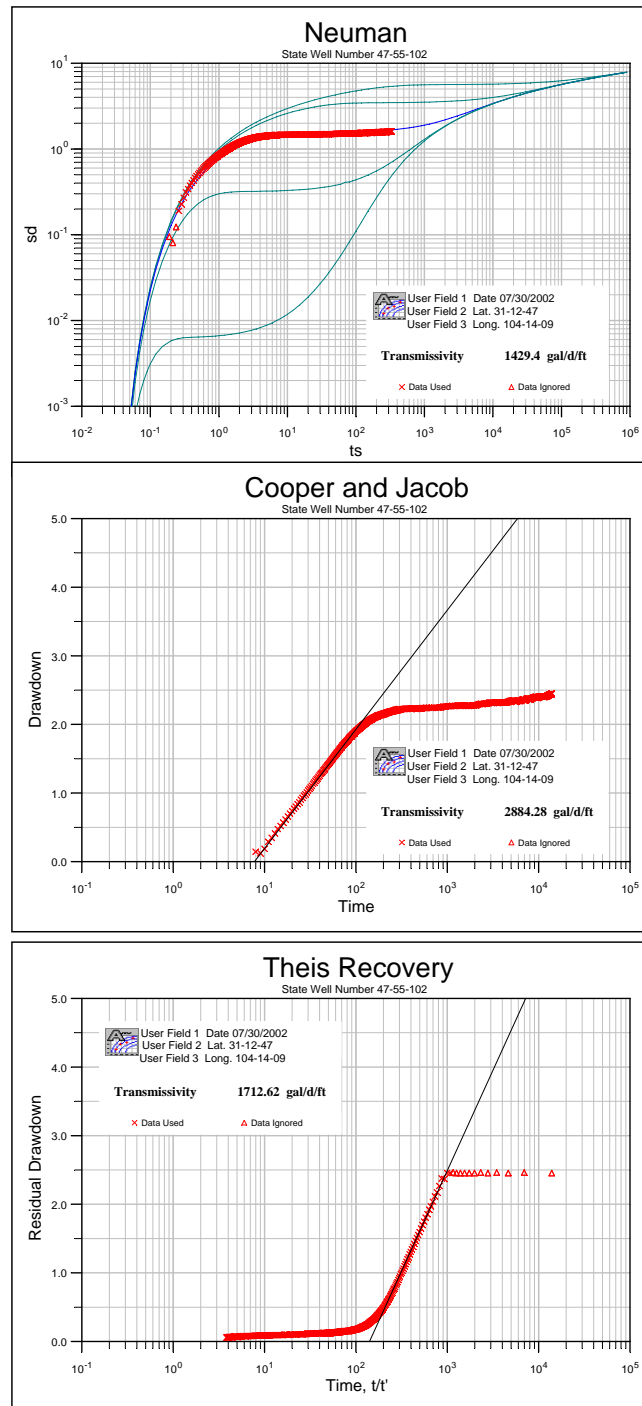 Neuman
State Well Number 47-55-102
10^1
10^0
10^-1
10^-2
10^-3
sd
User Field 1 Date 07/30/2002
User Field 2 Lat. 31-12-47
User Field 3 Long. 104-14-09
Transmissivity 1429.4 gal/d/ft
Data Used Data Ignored
10^-2 10^-1 10^0 10^1 10^2 10^3 10^4 10^5 10^6
ts
Cooper and Jacob
State Well Number 47-55-102
5.0
4.0
3.0
2.0
1.0
0.0
Drawdown
User Field 1 Date 07/30/2002
User Field 2 Lat. 31-12-47
User Field 3 Long. 104-14-09
Transmissivity 2884.28 gal/d/ft
Data Used Data Ignored
10^-1 10^0 10^1 10^2 10^3 10^4 10^5
Time
Theis Recovery
State Well Number 47-55-102
5.0
4.0
3.0
2.0
1.0
0.0
Residual Drawdown
User Field 1 Date 07/30/2002
User Field 2 Lat. 31-12-47
User Field 3 Long. 104-14-09
Transmissivity 1712.62 gal/d/ft
Data Used Data Ignored
10^-1 10^0 10^1 10^2 10^3 10^4 10^5
Time, t/t'